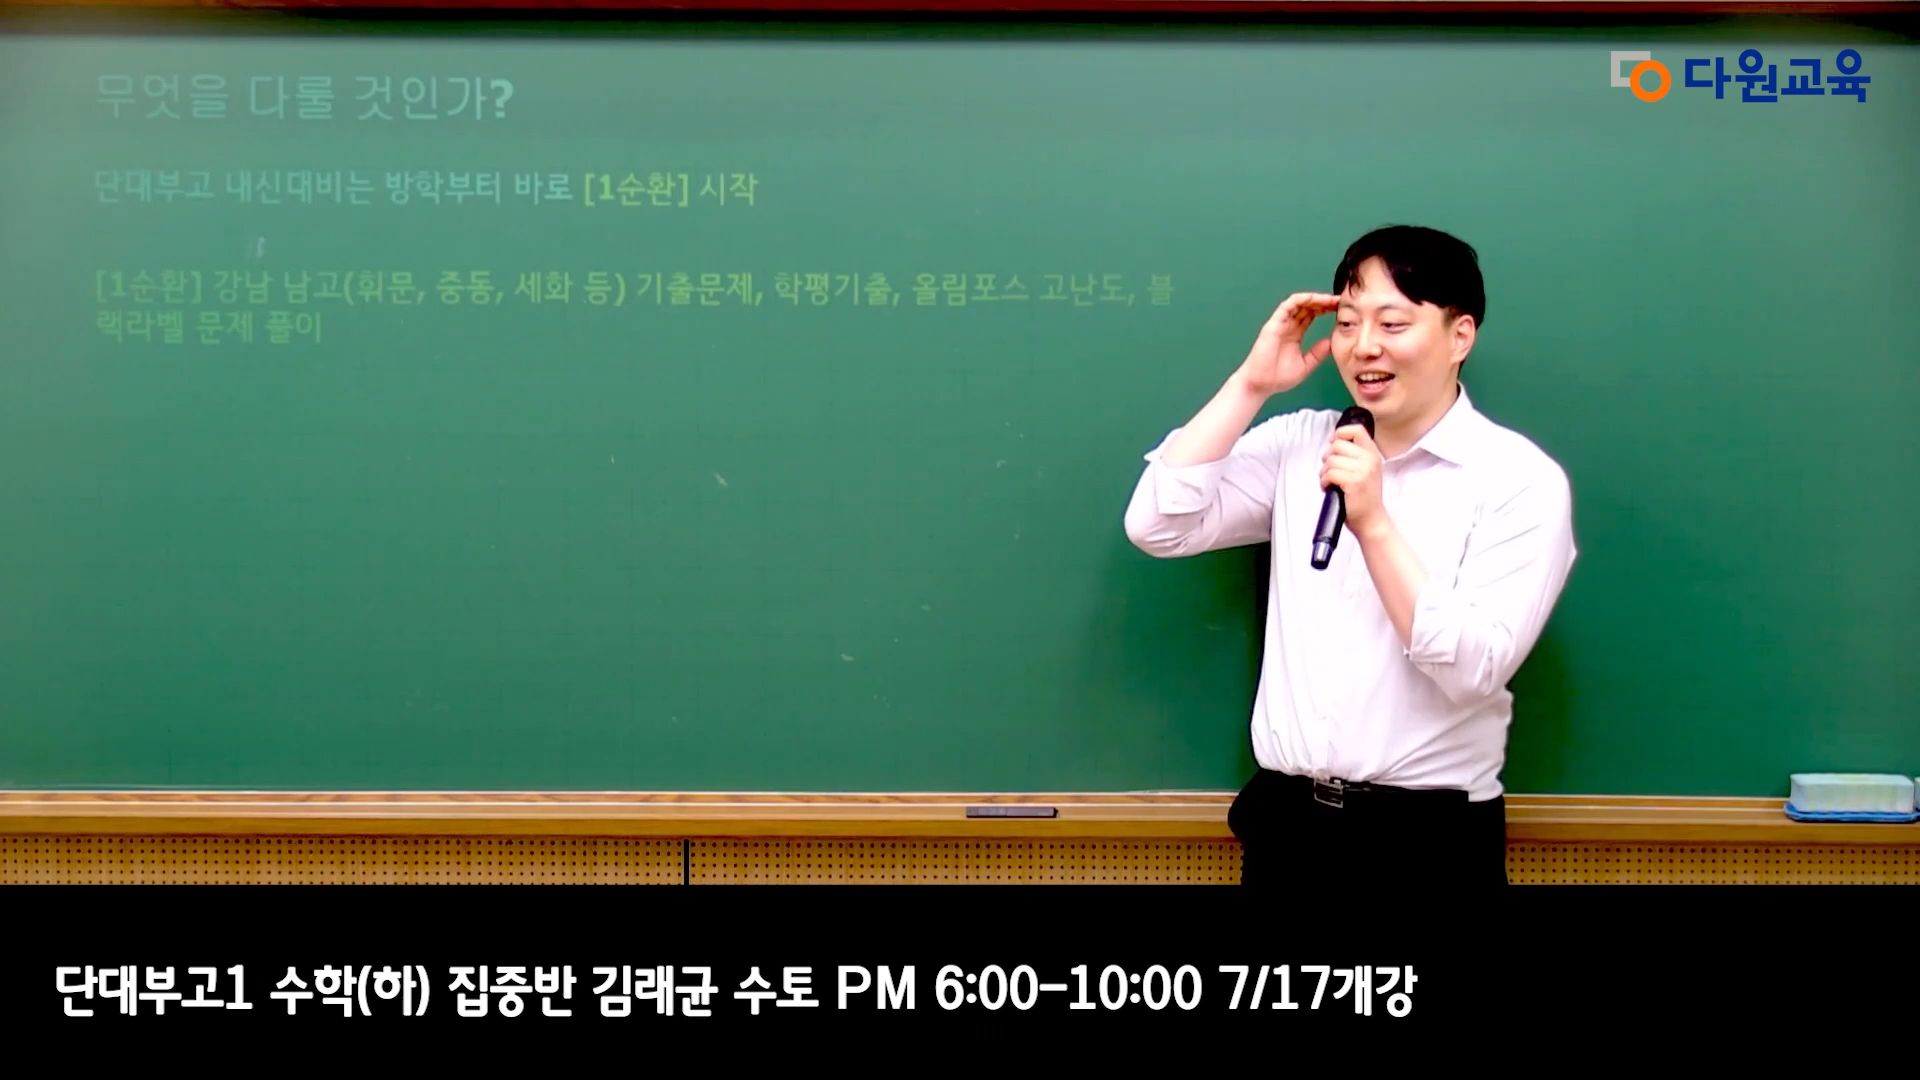 다원교육
무엇을 다룰 것인가?
단대부고 내신대비는 방학부터 바로 [1순환] 시작
[1순환] 강남 남고(휘문, 중동, 세화 등) 기출문제, 학평기출, 올림포스 고난도, 블
랙라벨 문제 풀이
단대부고1 수학(하) 집중반 김래균 수토 PM 6:00-10:00 7/17개강